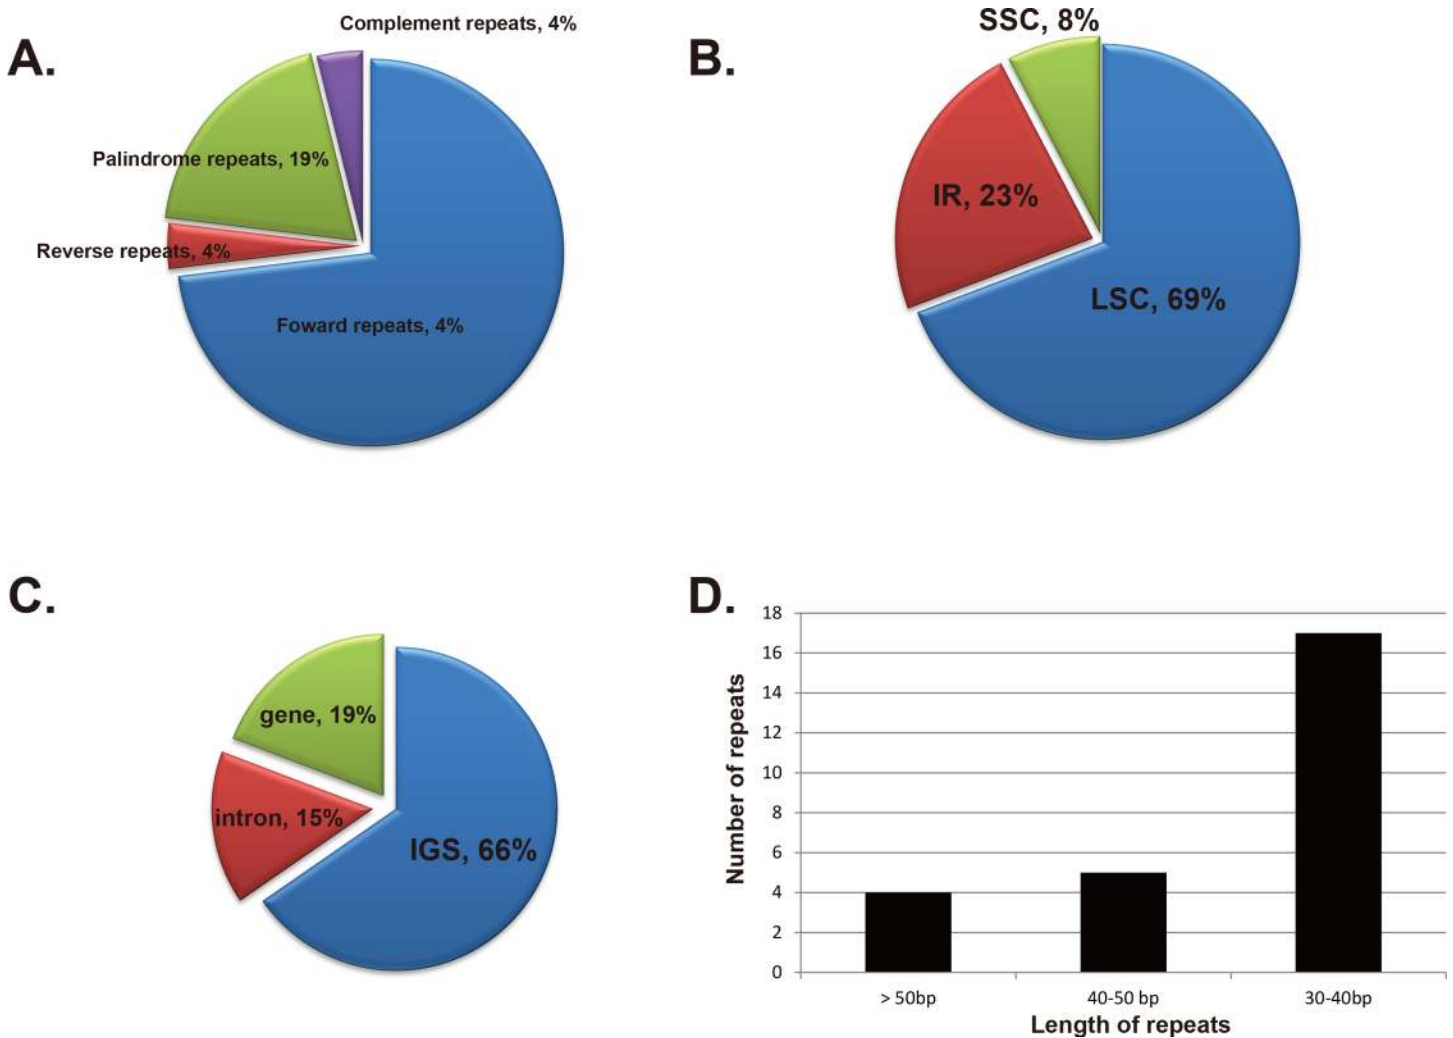 A.
Complement repeats, 4%
Palindrome repeats, 19%
Reverse repeats, 4%
Foward repeats, 4%
B.
SSC, 8%
IR, 23%
LSC, 69%
C.
gene, 19%
intron, 15%
IGS, 66%
D.
Number of repeats
18
16
14
12
10
8
6
4
2
0
> 50bp
40-50 bp
30-40bp
Length of repeats